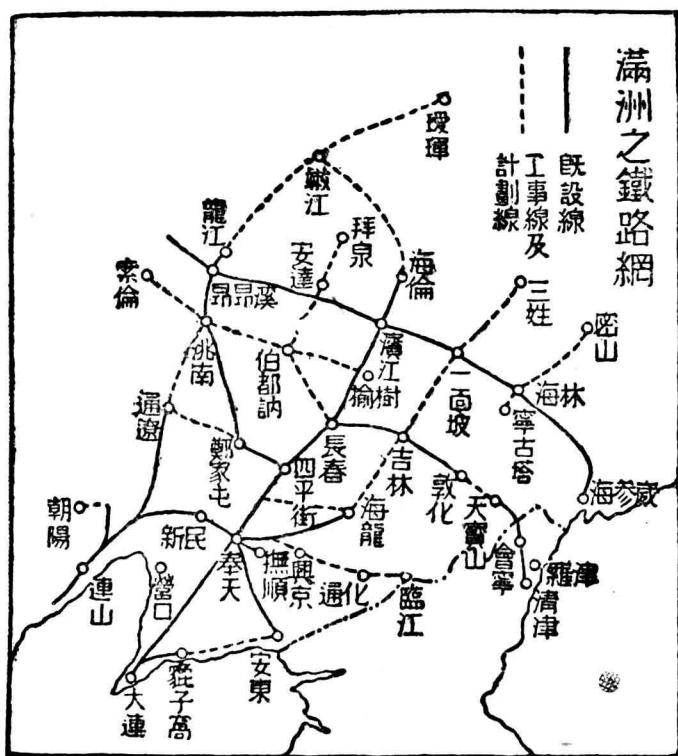 滿洲之鐵路網
既設線
工事線及
計劃線
璦琿
嫩江
龍江
拜泉
安達
海倫
索倫
昂昂溪
三姓
密山
洮南
伯都訥
濱江
榆樹
一面坡
海林
寧古塔
通遼
鄭家屯
四平街
長春
吉林
敦化
天寶山
海参崴
朝陽
新民
奉天
撫順
興京
海龍
通化
臨江
會寧
羅津
清津
連山
營口
大連
貔子窩
安東